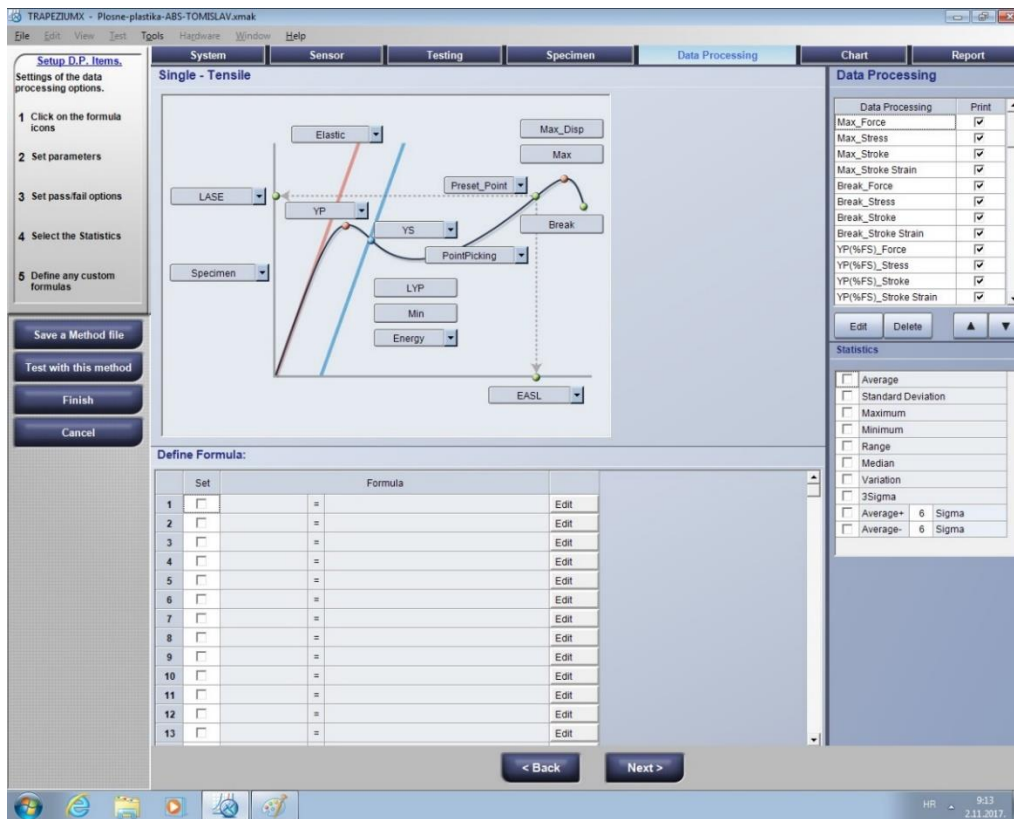 TRAPEZIUMX - Plosne-plastika-ABS-TOMISLAV.xmak
File Edit View Test Tools Hardware Window Help
Setup D.P. Items.
Settings of the data
processing options.
1 Click on the formula
icons
2 Set parameters
3 Set pass/fail options
4 Select the Statistics
5 Define any custom
formulas
Save a Method file
Test with this method
Finish
Cancel
System Sensor Testing Specimen Data Processing Chart Report
Single - Tensile
Elastic
Max_Disp
Max
Preset_Point
LASE
YP
YS
Break
PointPicking
Specimen
LYP
Min
Energy
EASL
Define Formula:
Set Formula
1 = Edit
2 = Edit
3 = Edit
4 = Edit
5 = Edit
6 = Edit
7 = Edit
8 = Edit
9 = Edit
10 = Edit
11 = Edit
12 = Edit
13 = Edit
Data Processing
Data Processing Print
Max_Force
Max_Stress
Max_Stroke
Max_Stroke Strain
Break_Force
Break_Stress
Break_Stroke
Break_Stroke Strain
YP(%FS)_Force
YP(%FS)_Stress
YP(%FS)_Stroke
YP(%FS)_Stroke Strain
Edit Delete
Statistics
Average
Standard Deviation
Maximum
Minimum
Range
Median
Variation
3Sigma
Average+ 6 Sigma
Average- 6 Sigma
< Back Next >
HR 9:13
2.11.2017.